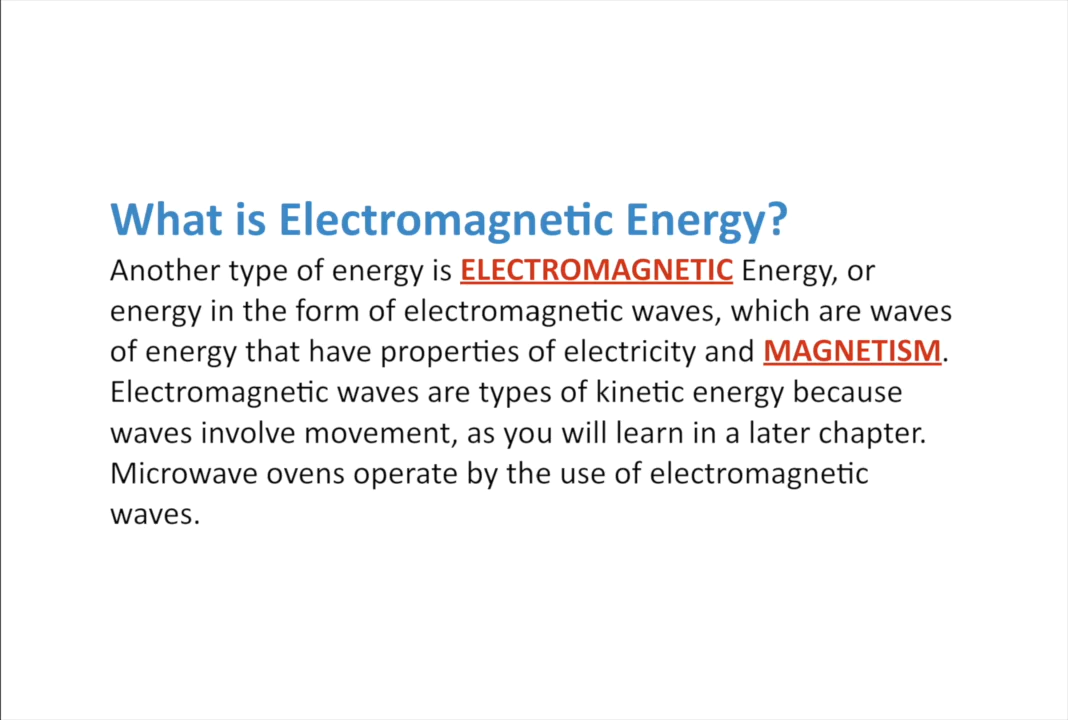 What is Electromagnetic Energy?
Another type of energy is ELECTROMAGNETIC Energy, or
energy in the form of electromagnetic waves, which are waves
of energy that have properties of electricity and MAGNETISM.
Electromagnetic waves are types of kinetic energy because
waves involve movement, as you will learn in a later chapter.
Microwave ovens operate by the use of electromagnetic
waves.